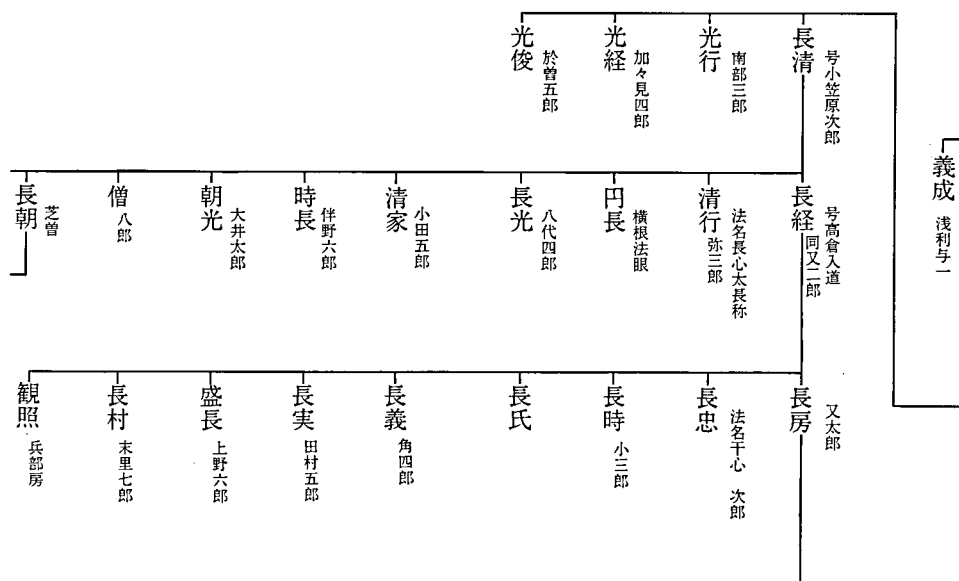 義成
浅利与一
号小笠原次郎
長清
南部三郎
光行
加々見四郎
光経
於曽五郎
光俊
号高倉入道
同又二郎
長経
法名長心太長称
弥三郎
清行
横根法眼
円長
八代四郎
長光
小田五郎
清家
伴野六郎
時長
大井太郎
朝光
八郎
僧
芝曽
長朝
又太郎
長房
法名干心 次郎
長忠
小三郎
長時
長氏
角四郎
長義
田村五郎
長実
上野六郎
盛長
末里七郎
長村
兵部房
観照